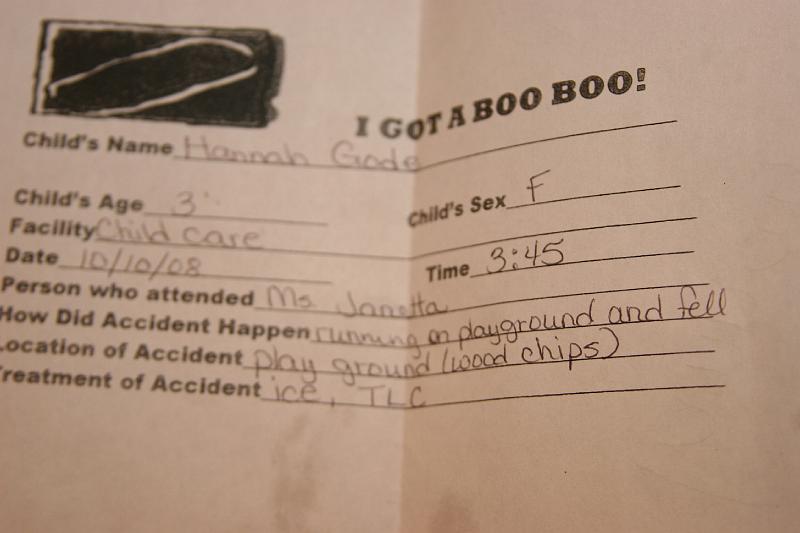 I GOT A BOO BOO!
Child's Name Hannah Gode
Child's Age 3 Child's Sex F
Facility Child care
Date 10/10/08 Time 3:45
Person who attended Ms. Janetta
How Did Accident Happen running on playground and fell
Location of Accident play ground (wood chips)
Treatment of Accident ice, TLC